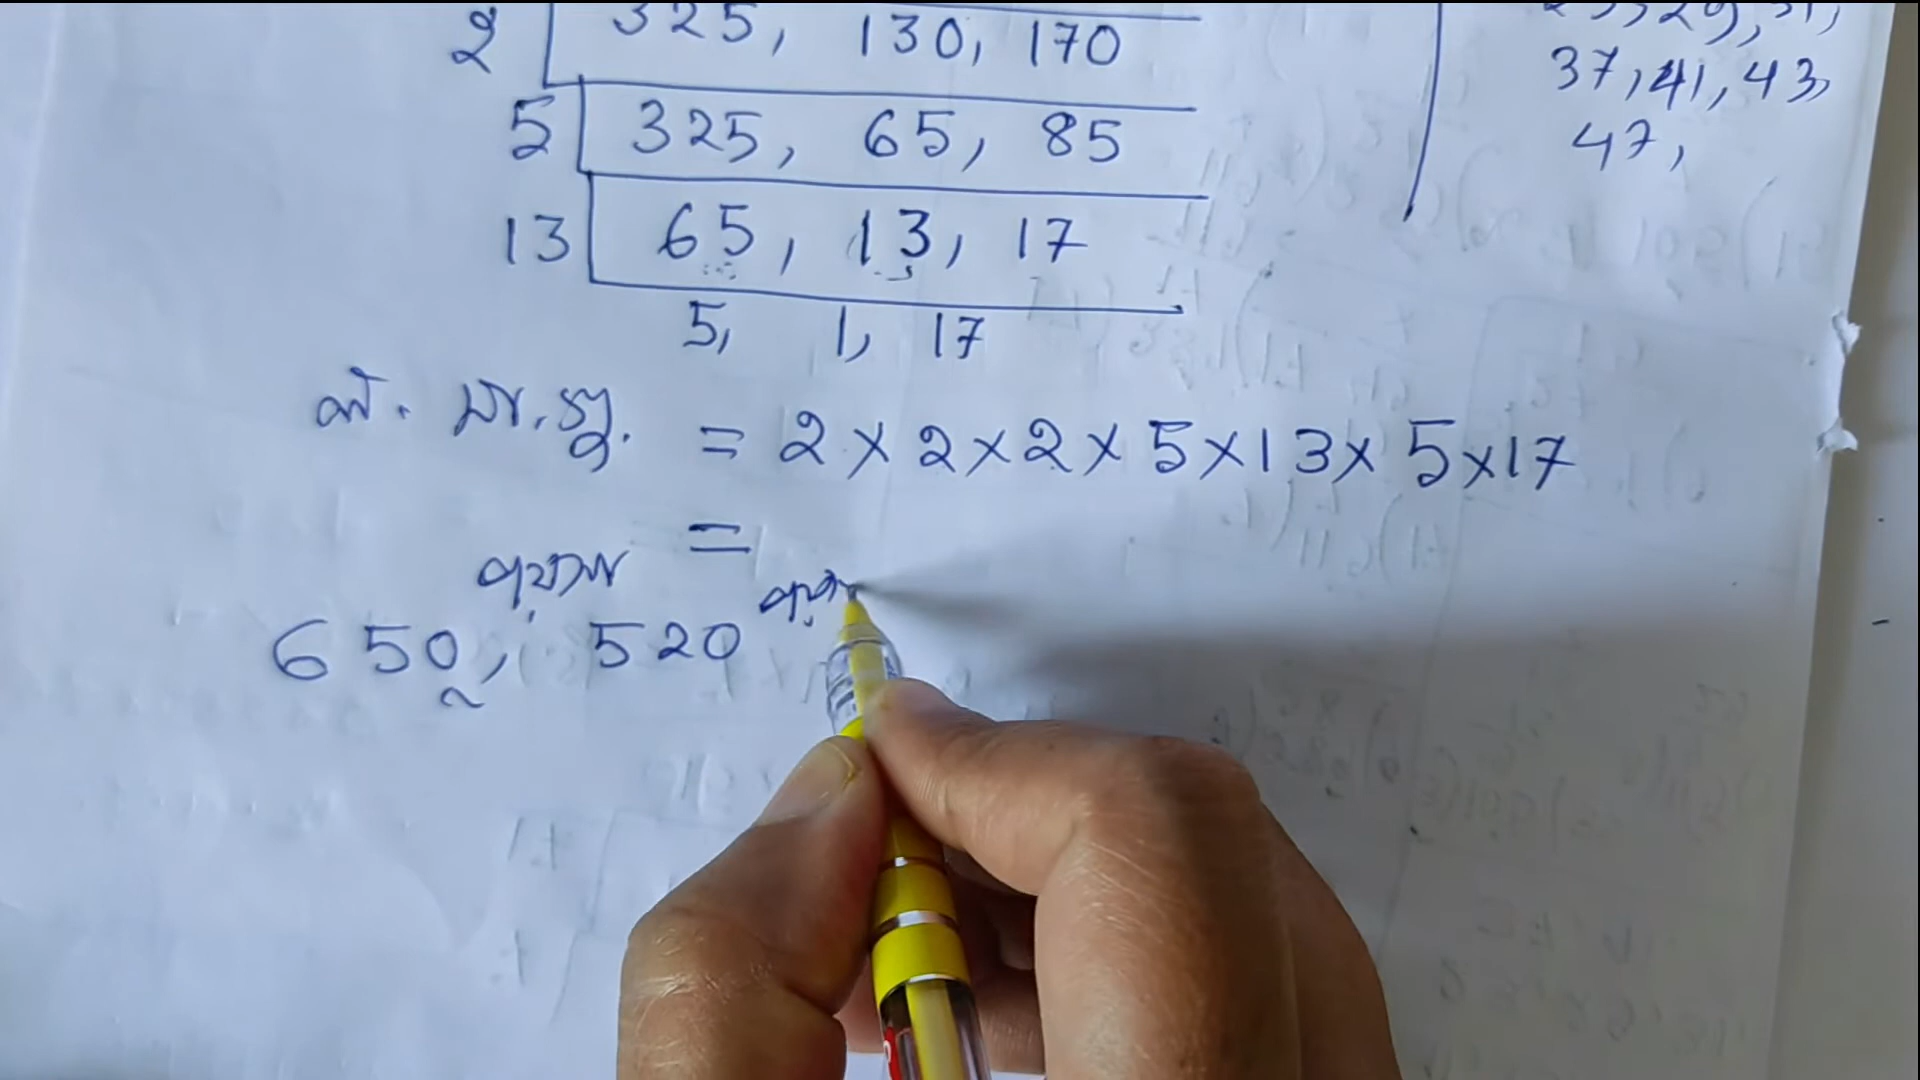 2 325, 130, 170
5 325, 65, 85
13 65, 13, 17
5, 1, 17
= 2 × 2 × 2 × 5 × 13 × 5 × 17
=
650, 520
37, 41, 43,
47,